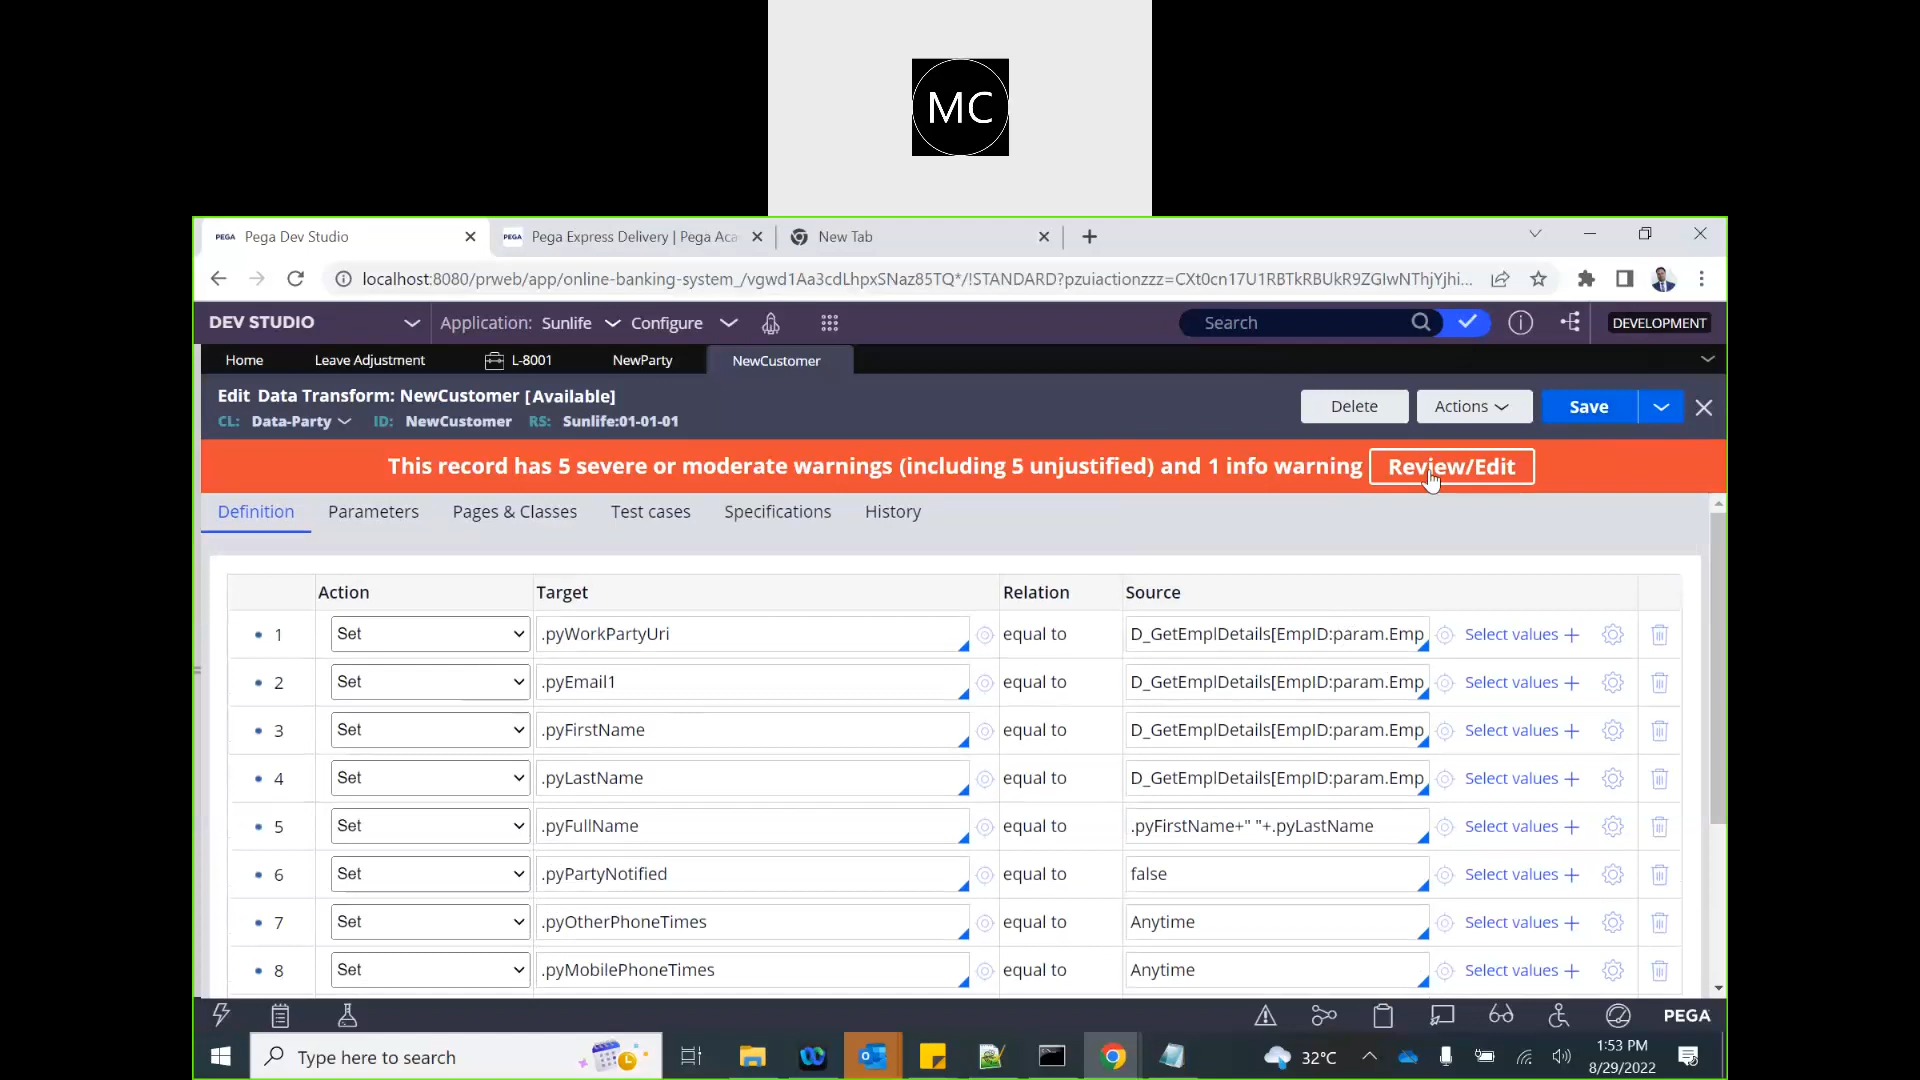 MC
PEGA Pega Dev Studio
PEGA Pega Express Delivery | Pega Aca
New Tab
localhost:8080/prweb/app/online-banking-system_/vgwd1Aa3cdLhpxSNaz85TQ*/!STANDARD?pzuiactionzzz=CXt0cn17U1RBTkRBUkR9ZGIwNThjYjhi...
DEV STUDIO
Application: Sunlife
Configure
Search
DEVELOPMENT
Home
Leave Adjustment
L-8001
NewParty
NewCustomer
Edit Data Transform: NewCustomer [Available]
CL: Data-Party ID: NewCustomer RS: Sunlife:01-01-01
Delete
Actions
Save
This record has 5 severe or moderate warnings (including 5 unjustified) and 1 info warning Review/Edit
Definition
Parameters
Pages & Classes
Test cases
Specifications
History
Action Target Relation Source
1 Set .pyWorkPartyUri equal to D_GetEmplDetails[EmpID:param.Emp Select values
2 Set .pyEmail1 equal to D_GetEmplDetails[EmpID:param.Emp Select values
3 Set .pyFirstName equal to D_GetEmplDetails[EmpID:param.Emp Select values
4 Set .pyLastName equal to D_GetEmplDetails[EmpID:param.Emp Select values
5 Set .pyFullName equal to .pyFirstName+" "+.pyLastName Select values
6 Set .pyPartyNotified equal to false Select values
7 Set .pyOtherPhoneTimes equal to Anytime Select values
8 Set .pyMobilePhoneTimes equal to Anytime Select values
PEGA
Type here to search
32°C
1:53 PM
8/29/2022